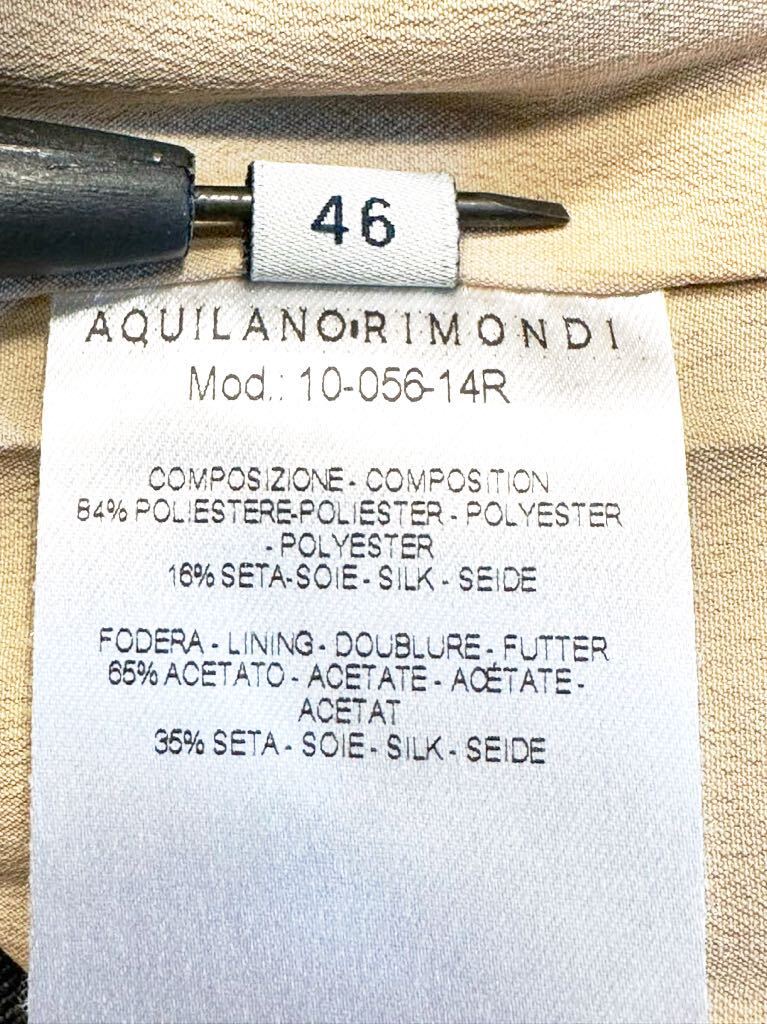 46
AQUILANO•RIMONDI
Mod.: 10-056-14R
COMPOSIZIONE - COMPOSITION
84% POLIESTERE-POLIESTER - POLYESTER
- POLYESTER
16% SETA-SOIE - SILK - SEIDE
FODERA - LINING - DOUBLURE - FUTTER
65% ACETATO - ACETATE - ACÉTATE -
ACETAT
35% SETA - SOIE - SILK - SEIDE